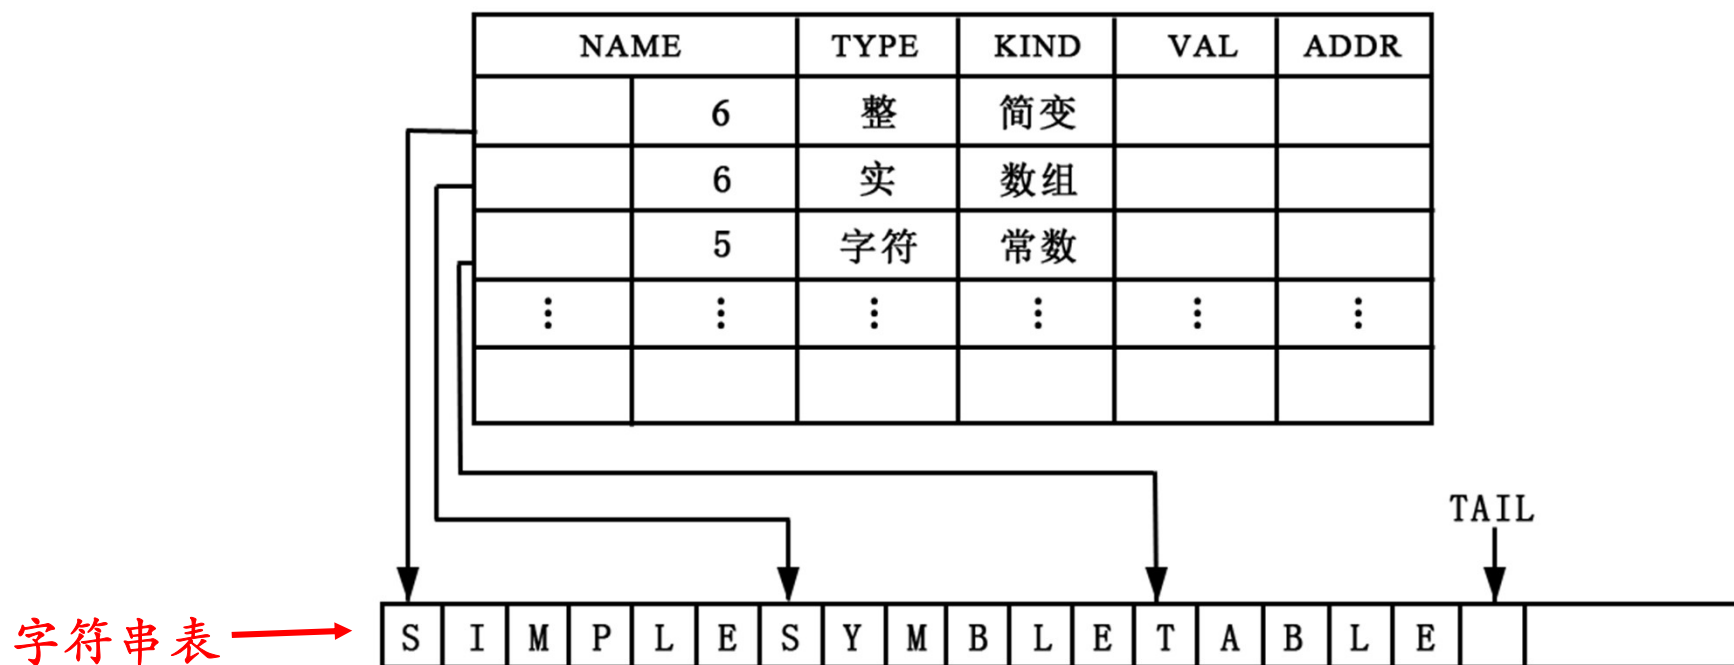 NAME TYPE KIND VAL ADDR
6 整 简变
6 实 数组
5 字符 常数
⋮ ⋮ ⋮ ⋮ ⋮ ⋮
TAIL
字符串表 S I M P L E S Y M B L E T A B L E